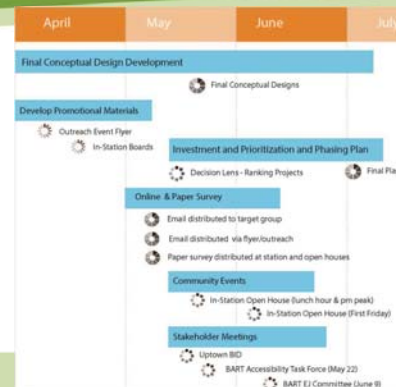 April May June July
Final Conceptual Design Development
Final Conceptual Designs
Develop Promotional Materials
Outreach Event Flyer
In-Station Boards
Investment and Prioritization and Phasing Plan
Decision Lens - Ranking Projects
Final Pla
Online & Paper Survey
Email distributed to target group
Email distributed via flyer/outreach
Paper survey distributed at station and open houses
Community Events
In-Station Open House (lunch hour & pm peak)
In-Station Open House (First Friday)
Stakeholder Meetings
Uptown BID
BART Accessibility Task Force (May 22)
BART EJ Committee (June 9)